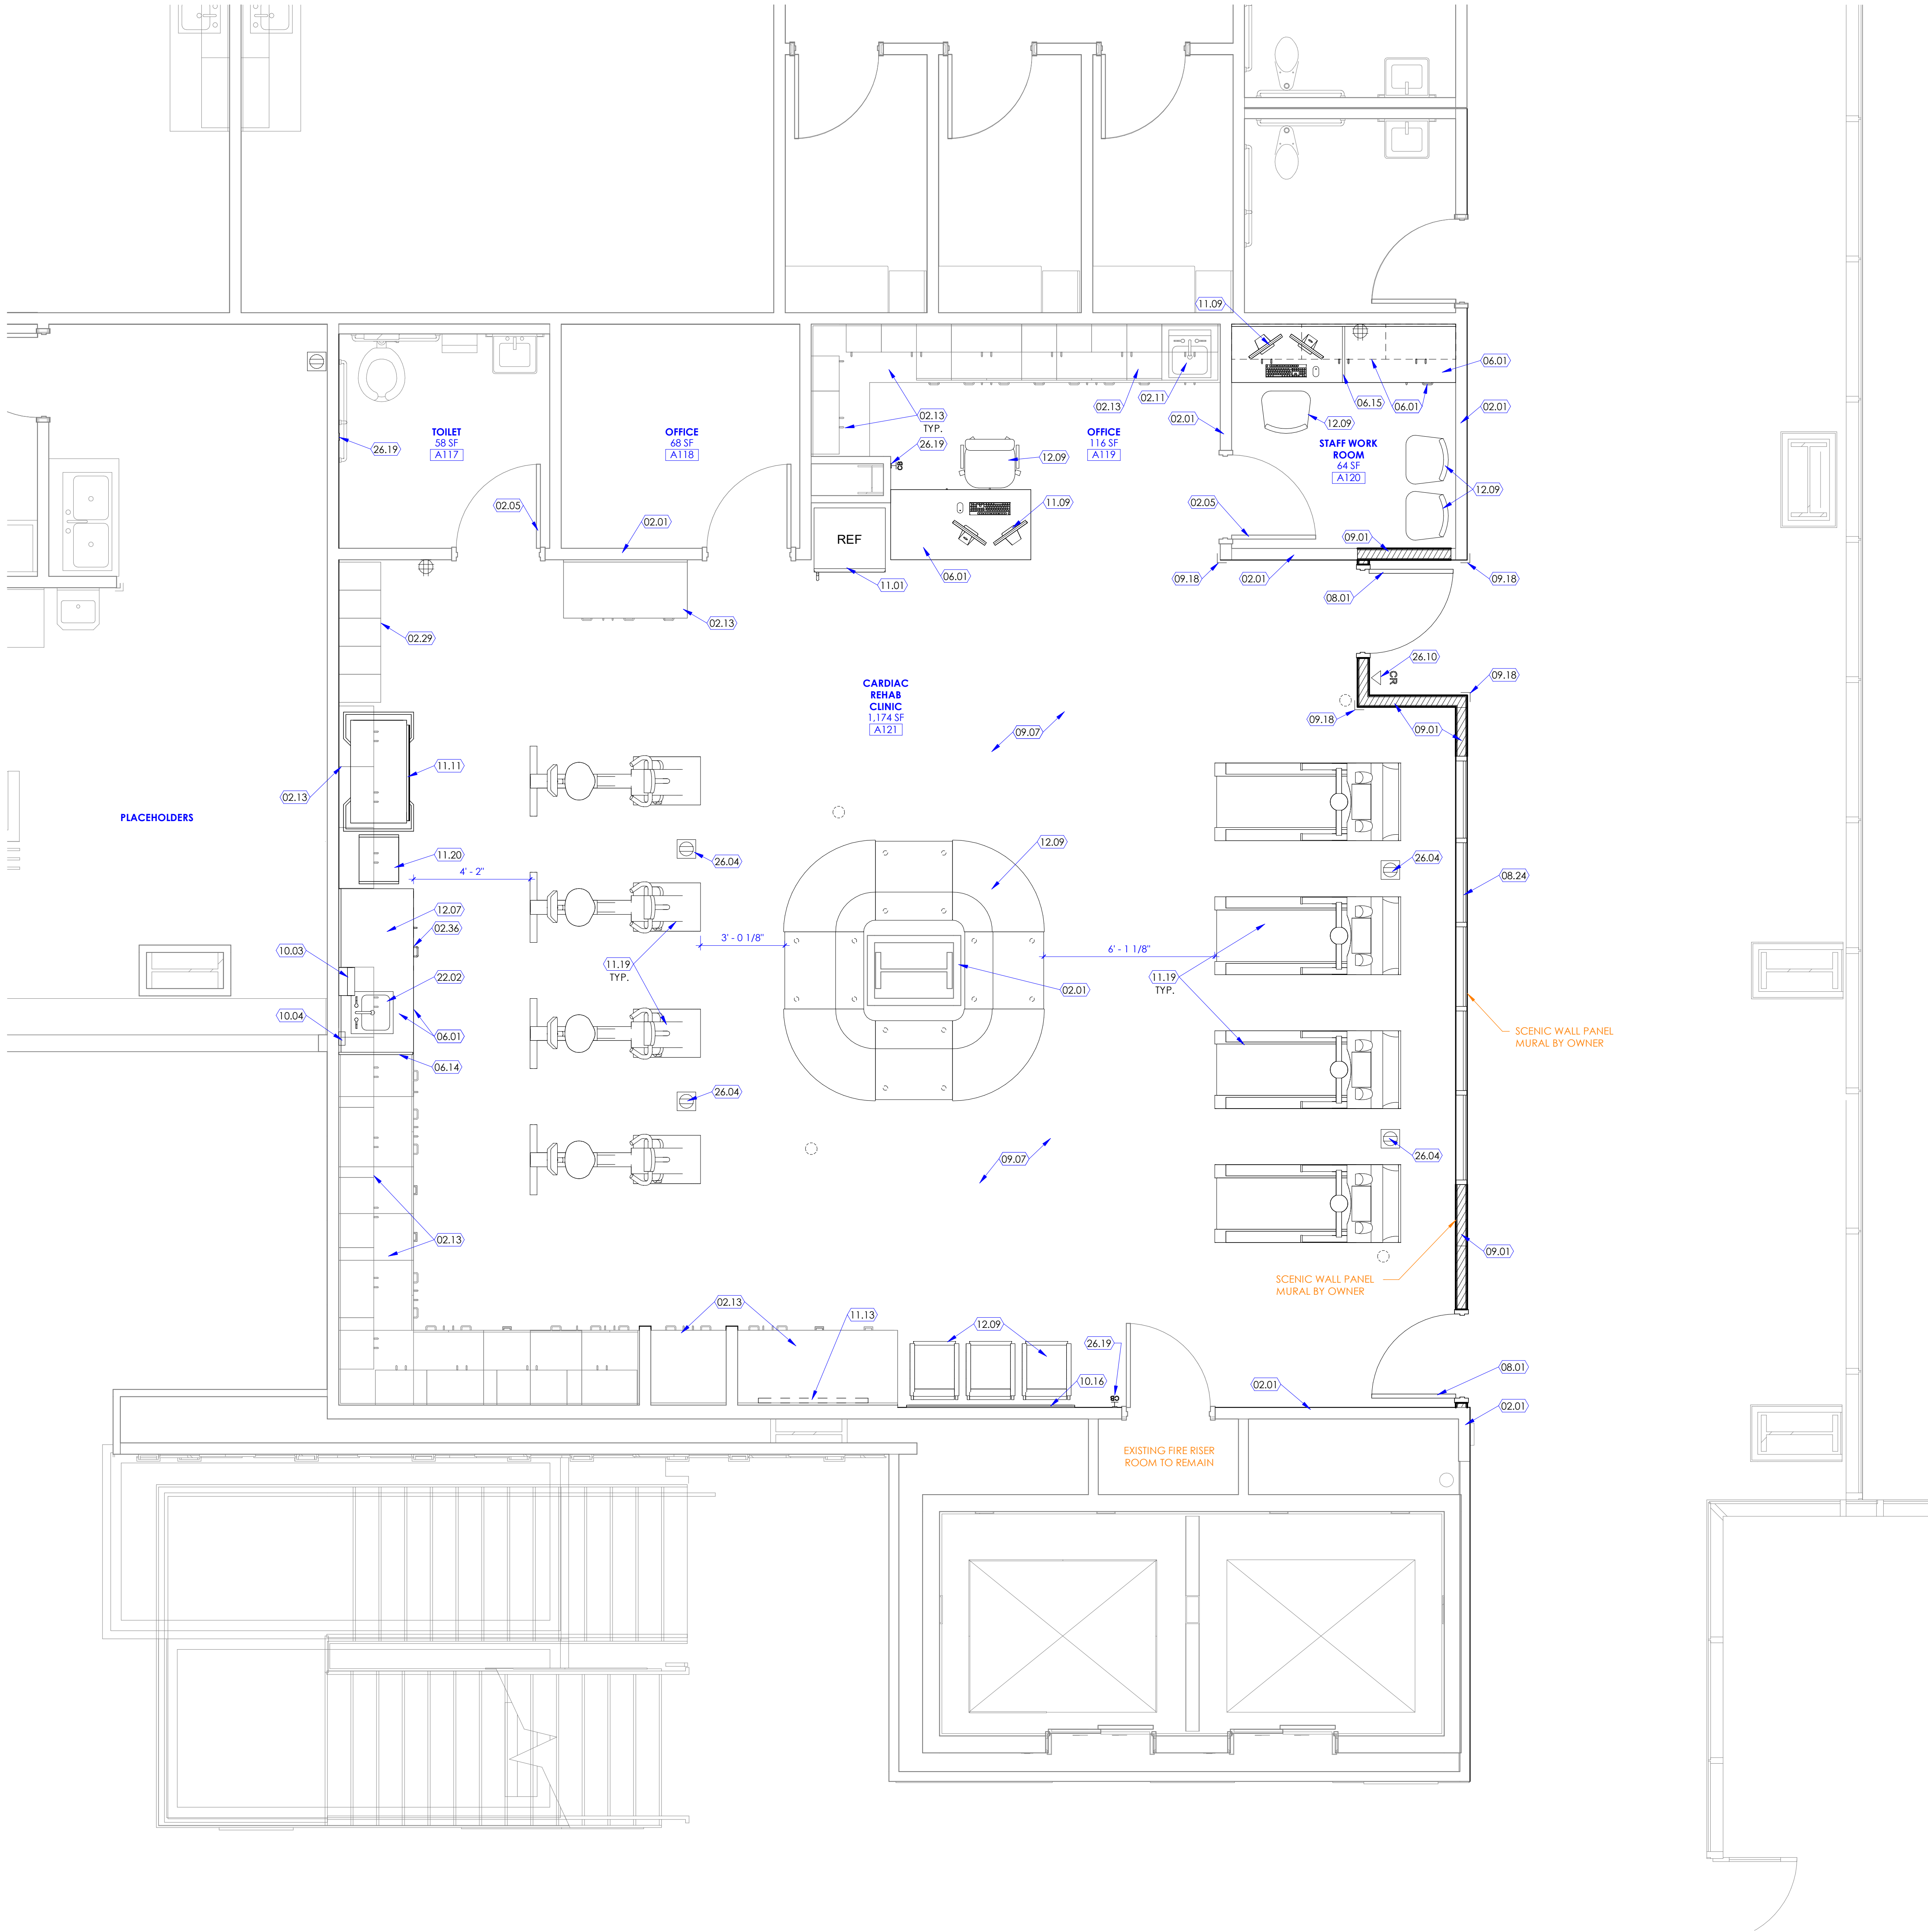 11.09
06.01
06.15
06.01
02.01
12.09
02.13
TYP.
02.13
02.11
02.01
26.19
TOILET
58 SF
A117
OFFICE
68 SF
A118
OFFICE
116 SF
A119
STAFF WORK
ROOM
64 SF
A120
26.19
12.09
12.09
02.05
02.01
11.09
02.05
REF
09.01
11.01
06.01
09.18
02.01
09.18
08.01
02.13
02.29
26.10
CR
09.18
CARDIAC
REHAB
CLINIC
1,174 SF
A121
09.18
09.01
09.07
11.11
02.13
PLACEHOLDERS
11.20
26.04
12.09
26.04
4' - 2"
08.24
12.07
02.36
10.03
3' - 0 1/8"
6' - 1 1/8"
11.19
TYP.
11.19
TYP.
22.02
02.01
10.04
06.01
SCENIC WALL PANEL
MURAL BY OWNER
06.14
26.04
26.04
09.07
02.13
09.01
SCENIC WALL PANEL
MURAL BY OWNER
02.13
11.13
12.09
26.19
10.16
02.01
08.01
02.01
EXISTING FIRE RISER
ROOM TO REMAIN